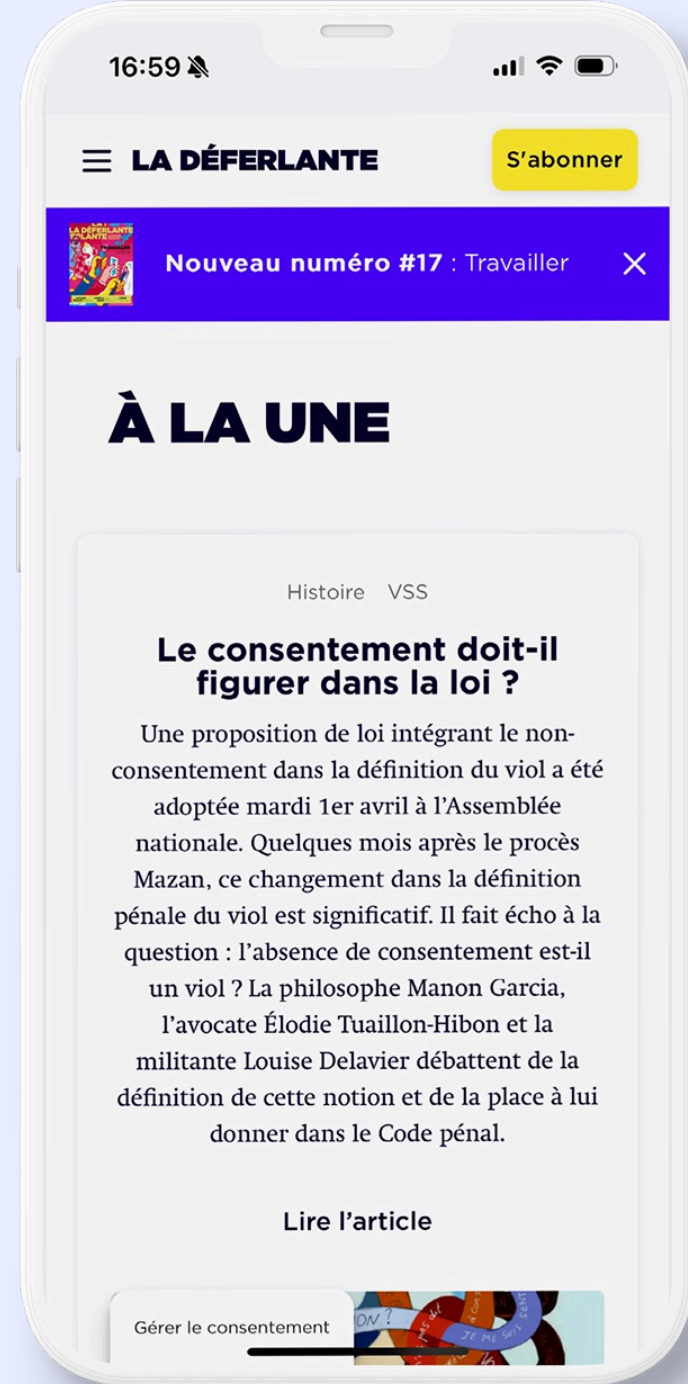 16:59
LA DÉFERLANTE
S'abonner
LA DÉFERLANTE
Nouveau numéro #17 : Travailler
À LA UNE
Histoire VSS
Le consentement doit-il
figurer dans la loi ?
Une proposition de loi intégrant le non-
consentement dans la définition du viol a été
adoptée mardi 1er avril à l’Assemblée
nationale. Quelques mois après le procès
Mazan, ce changement dans la définition
pénale du viol est significatif. Il fait écho à la
question : l’absence de consentement est-il
un viol ? La philosophe Manon Garcia,
l’avocate Élodie Tuaillon-Hibon et la
militante Louise Delavier débattent de la
définition de cette notion et de la place à lui
donner dans le Code pénal.
Lire l’article
Gérer le consentement
JE ME SUIS